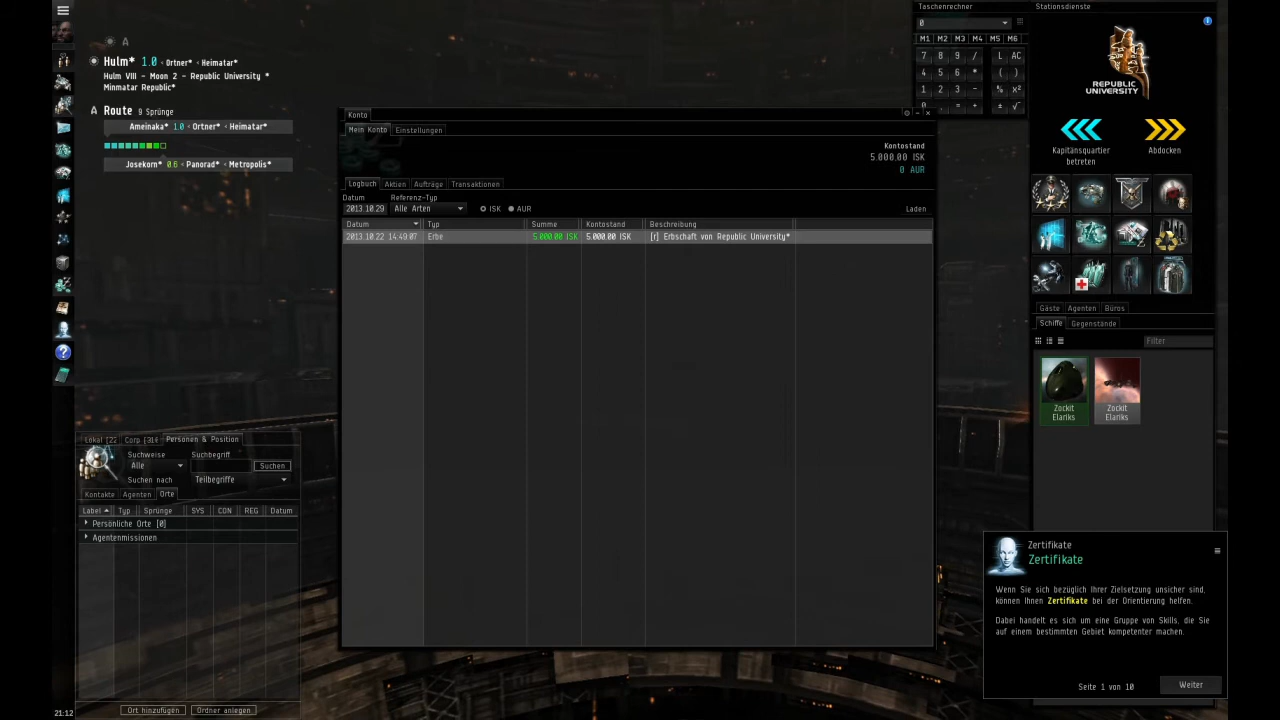 A
Hulm* 1.0 < Ortner* < Heimatar*
Hulm VIII - Moon 2 - Republic University *
Minmatar Republic*
A Route 9 Sprünge
Ameinaka* 1.0 < Ortner* < Heimatar*
Josekorn* 0.6 < Panorad* < Metropolis*
Konto
Mein Konto Einstellungen
Kontostand
5.000.00 ISK
0 AUR
Logbuch Aktien Aufträge Transaktionen
Datum Referenz-Typ
2013.10.29 Alle Arten ISK AUR Laden
Datum Typ Summe Kontostand Beschreibung
2013.10.22 14:49:07 Erbe 5.000.00 ISK 5.000.00 ISK [r] Erbschaft von Republic University*
Taschenrechner
0
M1 M2 M3 M4 M5 M6
7 8 9 / L AC
4 5 6 * ( )
1 2 3 - % x²
0 . = + ± √
Stationsdienste
REPUBLIC
UNIVERSITY
Kapitänsquartier
betreten
Abdocken
Gäste Agenten Büros
Schiffe Gegenstände
Filter
Zockit
Elariks
Zockit
Elariks
Lokal [22 Corp [316 Personen & Position
Suchweise Suchbegriff
Alle Suchen
Suchen nach Teilbegriffe
Kontakte Agenten Orte
Label Typ Sprünge SYS CON REG Datum
Persönliche Orte [0]
Agentenmissionen
Ort hinzufügen Ordner anlegen
21:12
Zertifikate
Zertifikate
Wenn Sie sich bezüglich Ihrer Zielsetzung unsicher sind,
können Ihnen Zertifikate bei der Orientierung helfen.
Dabei handelt es sich um eine Gruppe von Skills, die Sie
auf einem bestimmten Gebiet kompetenter machen.
Seite 1 von 10 Weiter